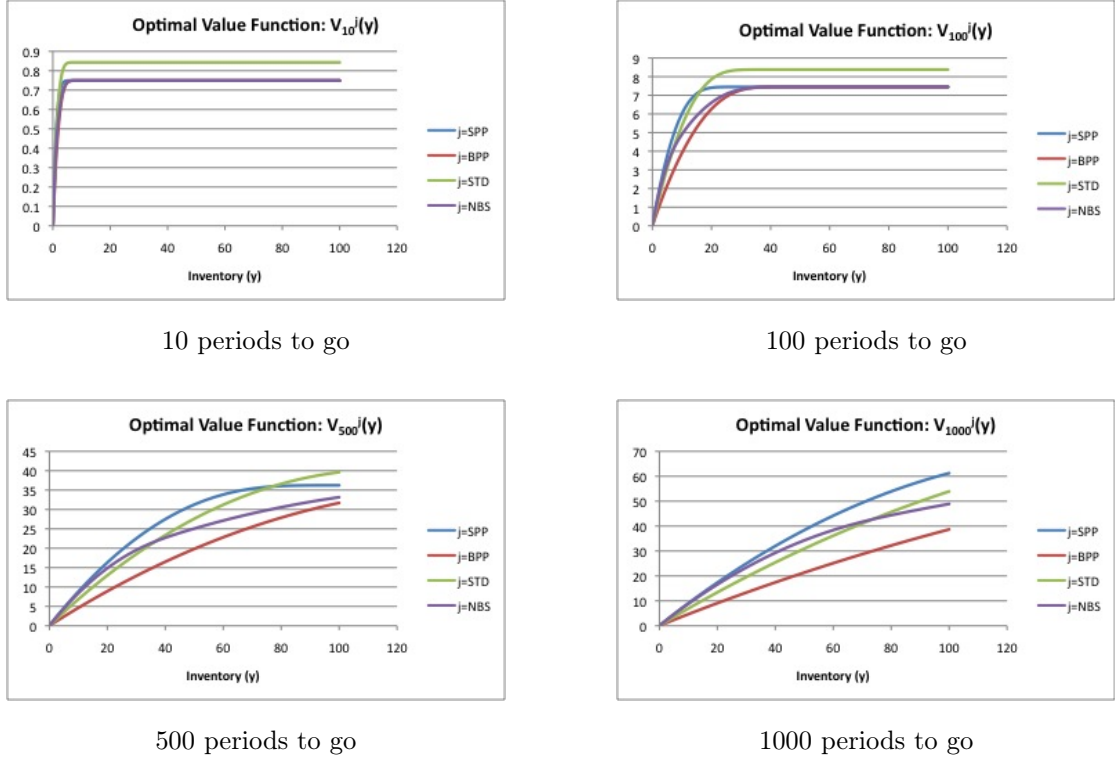 Optimal Value Function: V₁₀ʲ(y)
0.9
0.8
0.7
0.6
0.5
0.4
0.3
0.2
0.1
0
0 20 40 60 80 100 120
Inventory (y)
j=SPP
j=BPP
j=STD
j=NBS
10 periods to go
Optimal Value Function: V₁₀₀ʲ(y)
9
8
7
6
5
4
3
2
1
0
0 20 40 60 80 100 120
Inventory (y)
j=SPP
j=BPP
j=STD
j=NBS
100 periods to go
Optimal Value Function: V₅₀₀ʲ(y)
45
40
35
30
25
20
15
10
5
0
0 20 40 60 80 100 120
Inventory (y)
j=SPP
j=BPP
j=STD
j=NBS
500 periods to go
Optimal Value Function: V₁₀₀₀ʲ(y)
70
60
50
40
30
20
10
0
0 20 40 60 80 100 120
Inventory (y)
j=SPP
j=BPP
j=STD
j=NBS
1000 periods to go